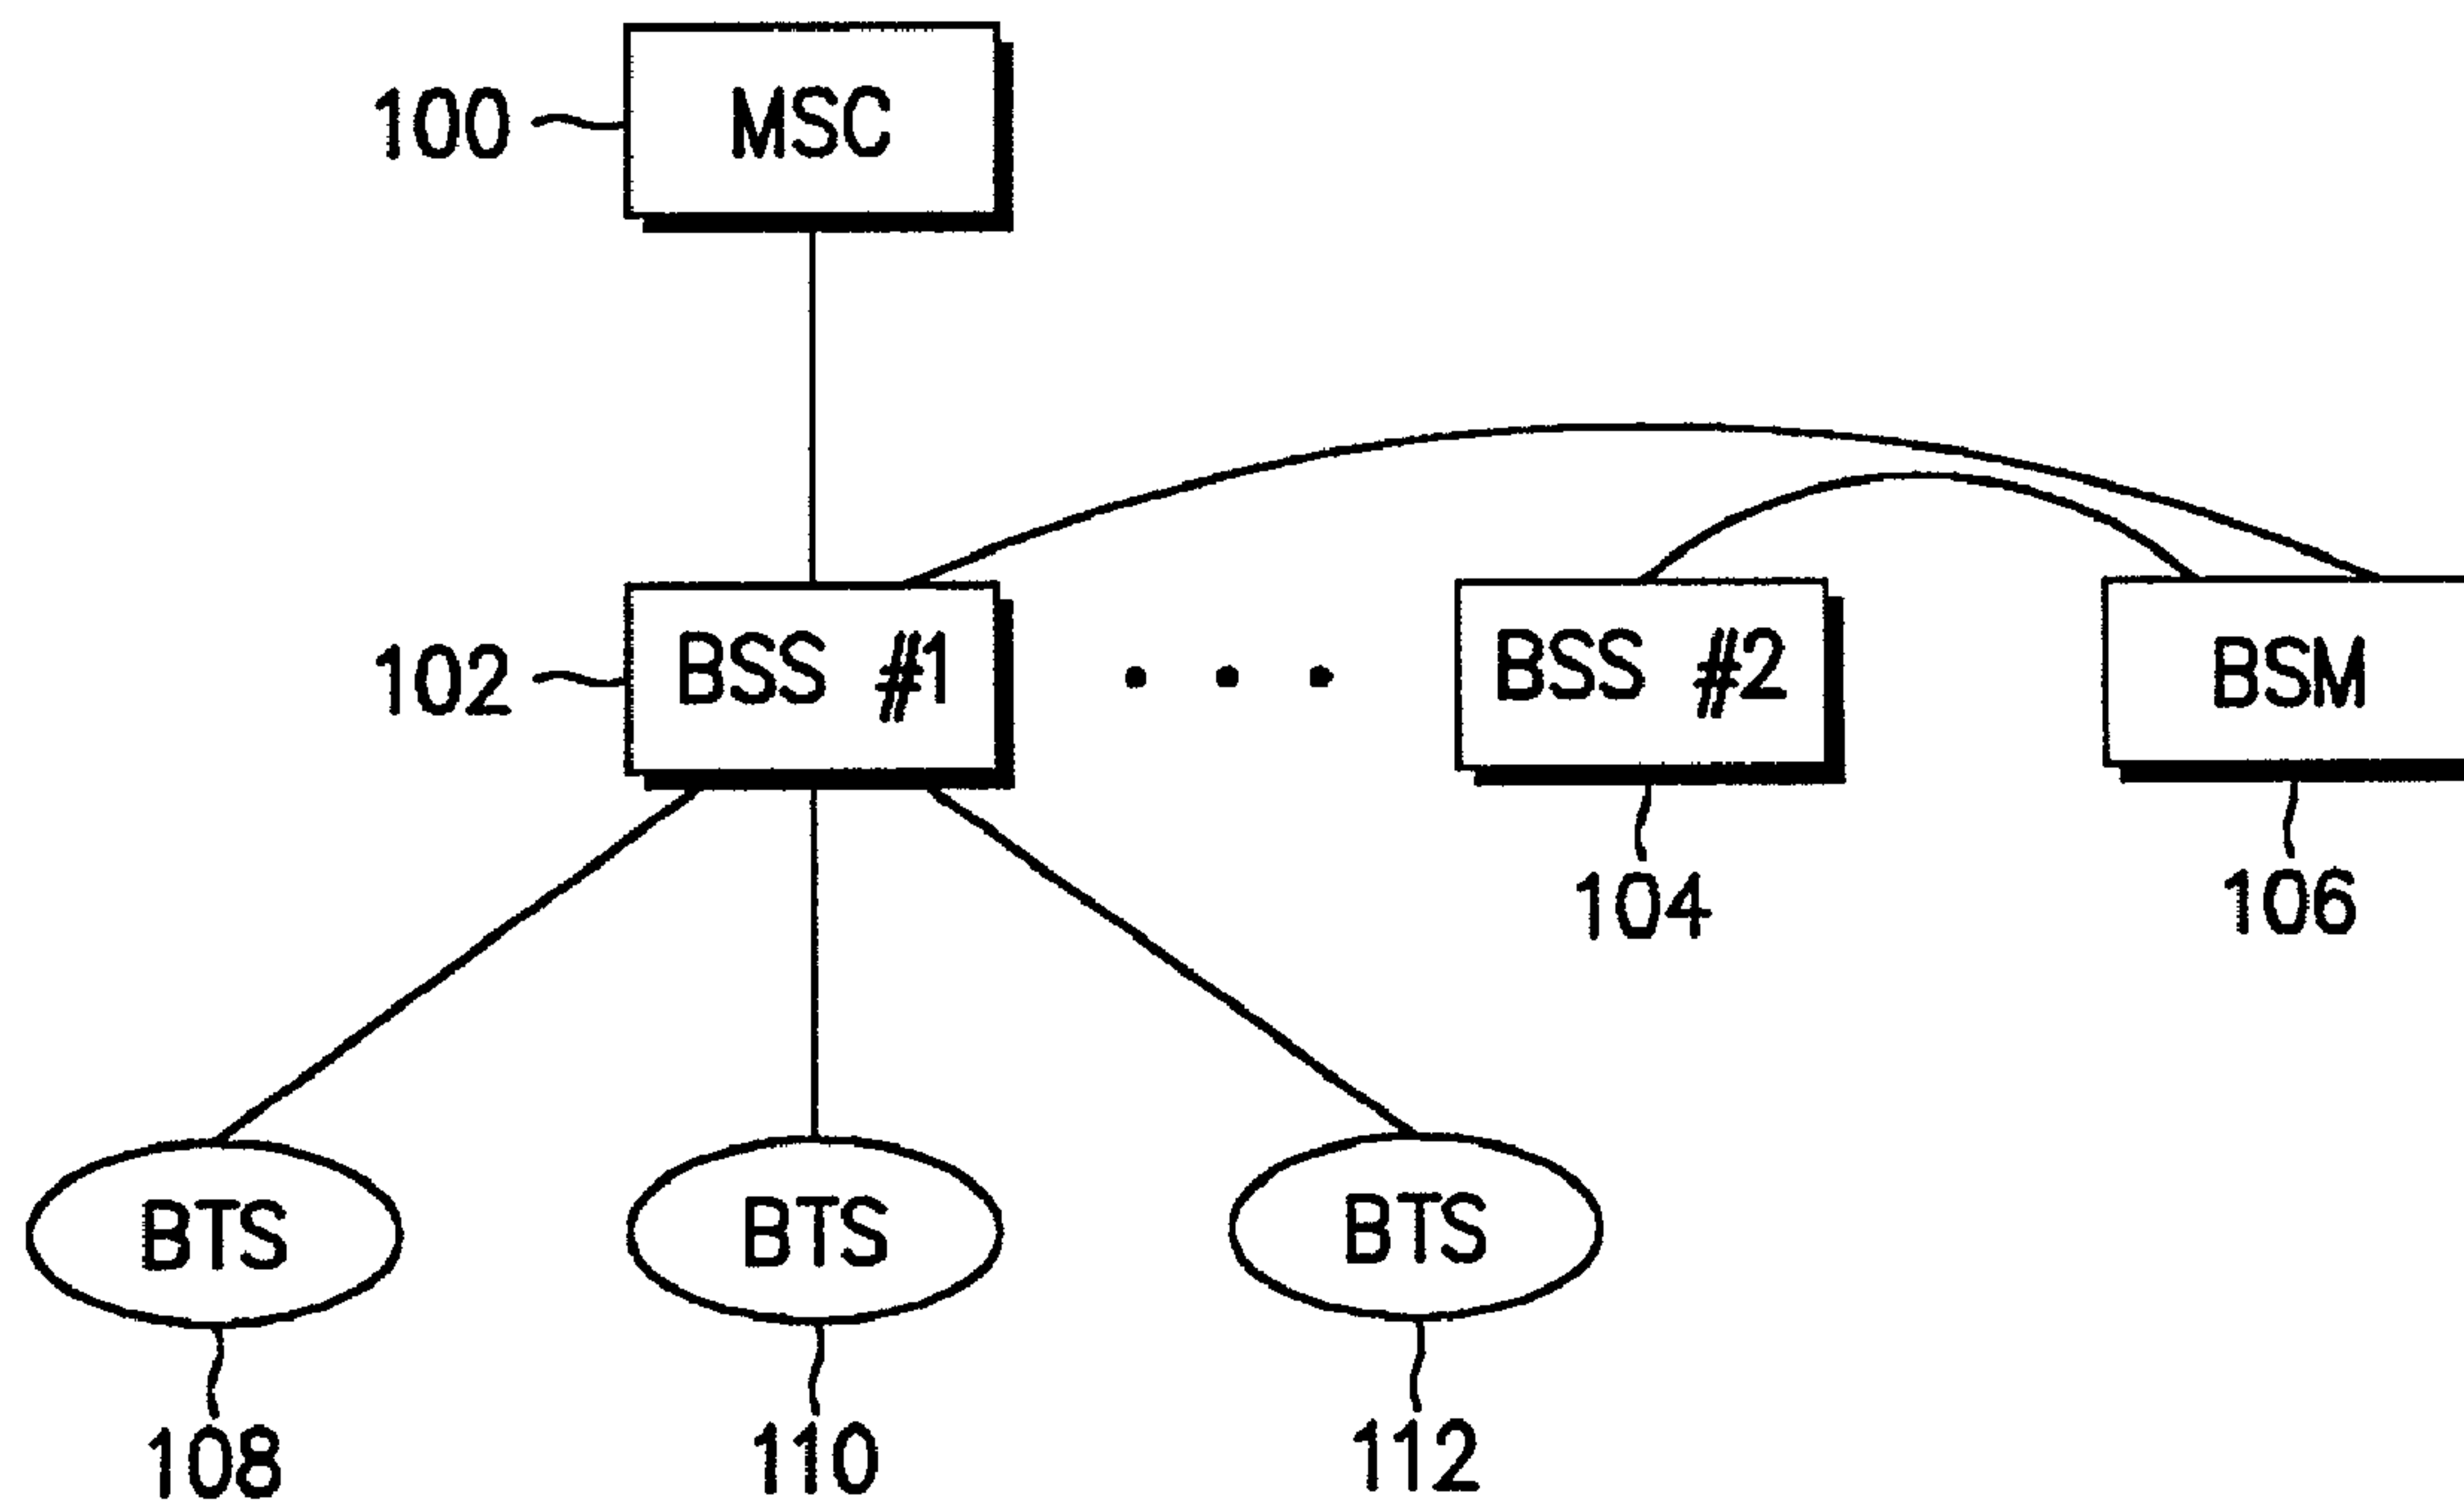 100 MSC
102 BSS #1 . . . BSS #2 BSM
104 106
BTS BTS BTS
108 110 112